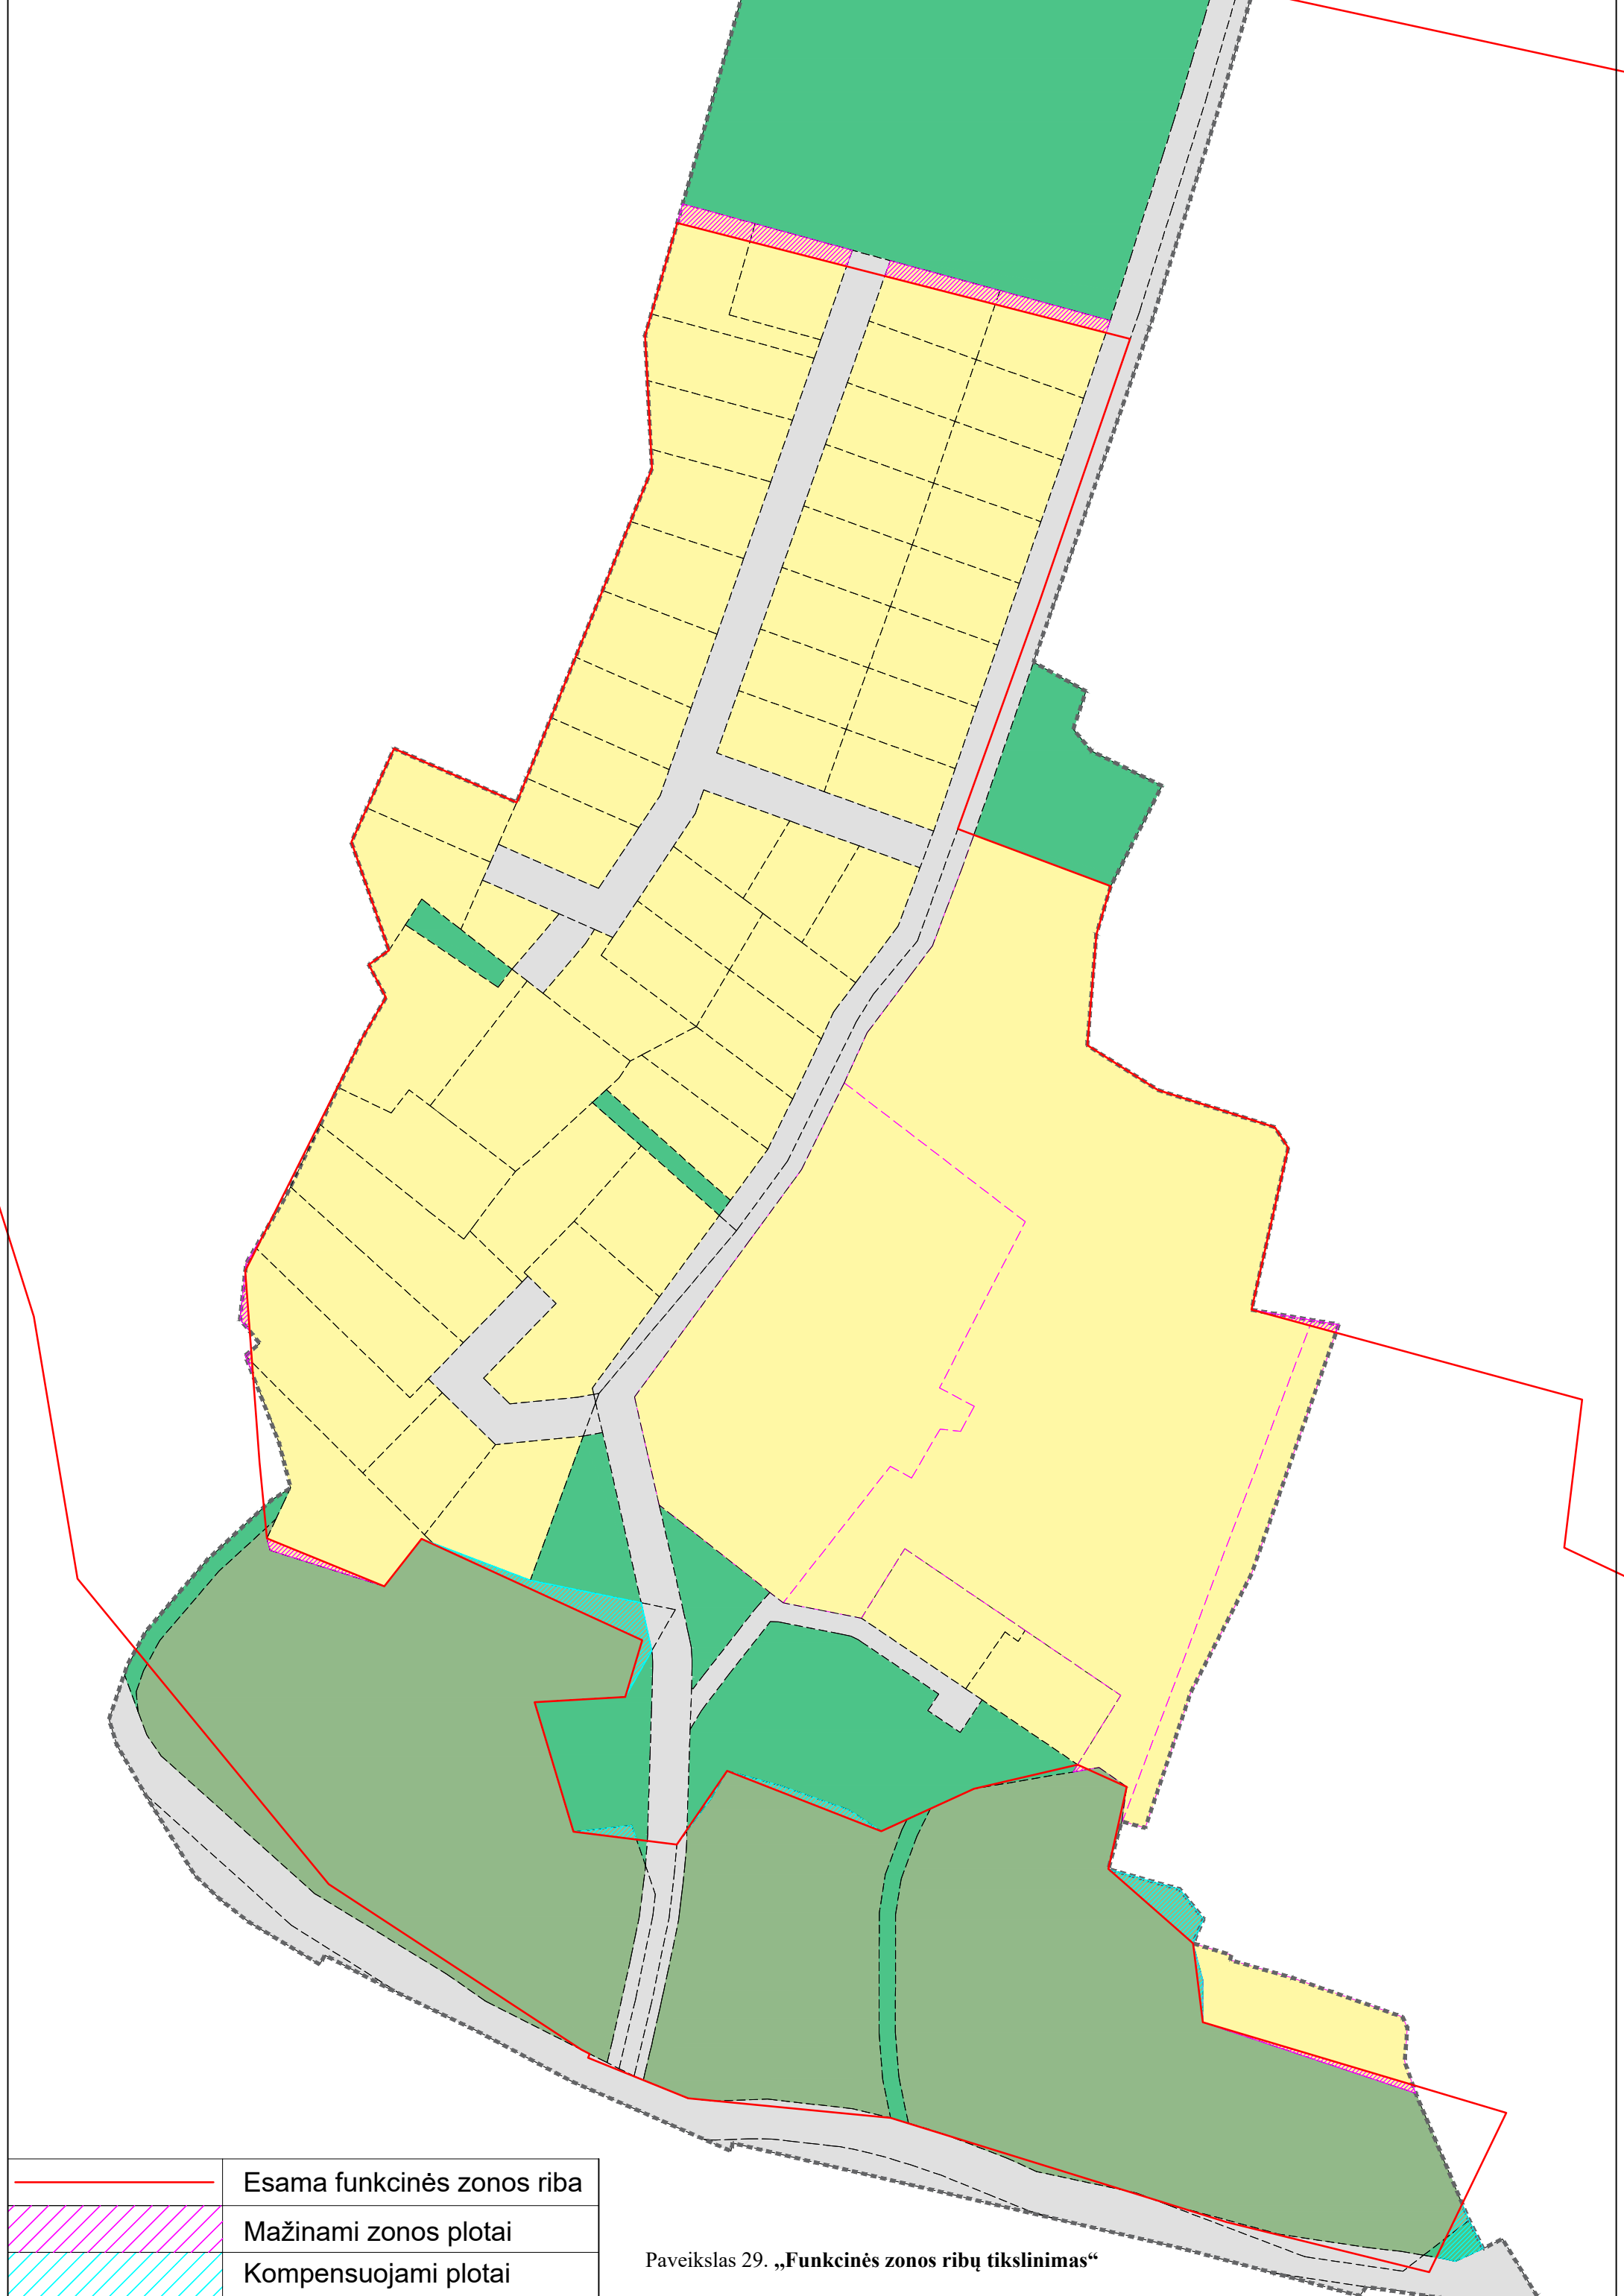 Esama funkcinės zonos riba
Mažinami zonos plotai
Kompensuojami plotai
Paveikslas 29. „Funkcinės zonos ribų tikslinimas“